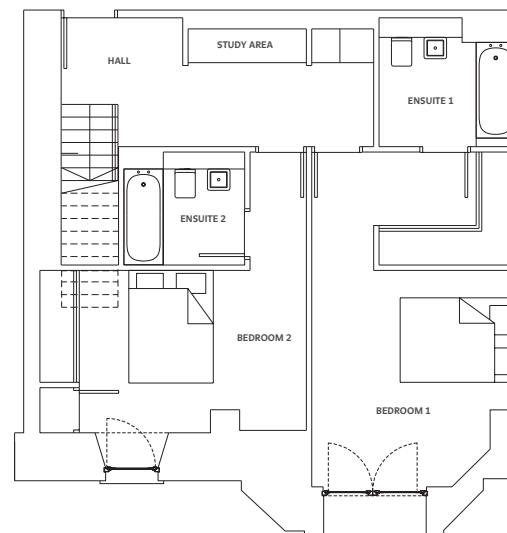 STUDY AREA
HALL
ENSUITE 1
ENSUITE 2
BEDROOM 2
BEDROOM 1